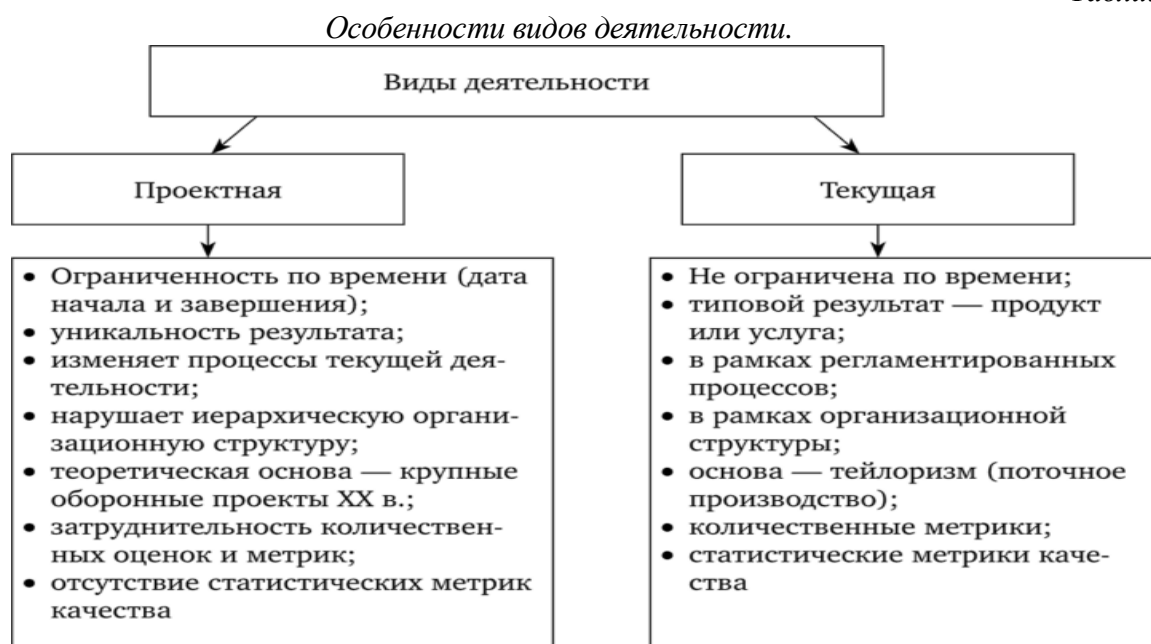 Особенности видов деятельности.
Виды деятельности
Проектная
Текущая
• Ограниченность по времени (дата
начала и завершения);
• уникальность результата;
• изменяет процессы текущей дея-
тельности;
• нарушает иерархическую органи-
зационную структуру;
• теоретическая основа — крупные
оборонные проекты XX в.;
• затруднительность количествен-
ных оценок и метрик;
• отсутствие статистических метрик
качества
• Не ограничена по времени;
• типовой результат — продукт
или услуга;
• в рамках регламентированных
процессов;
• в рамках организационной
структуры;
• основа — тейлоризм (поточное
производство);
• количественные метрики;
• статистические метрики каче-
ства